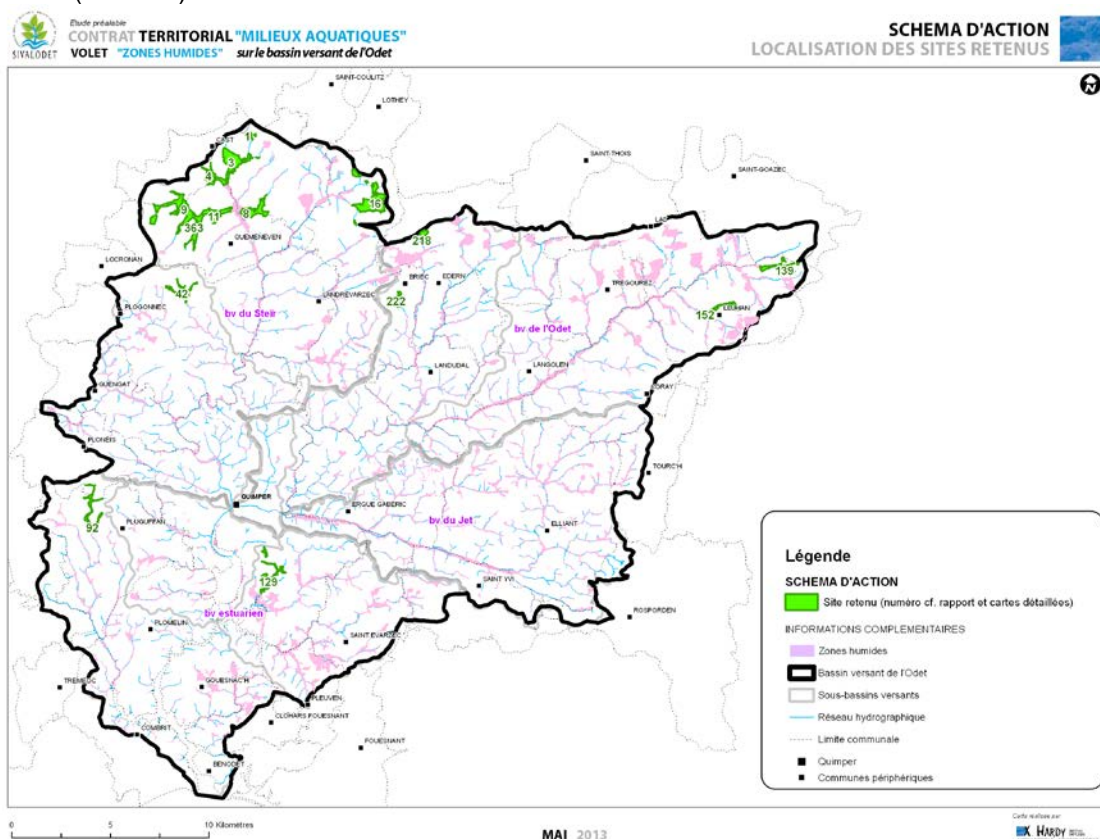 Etude préalable
CONTRAT TERRITORIAL "MILIEUX AQUATIQUES"
VOLET "ZONES HUMIDES" sur le bassin versant de l'Odet
SIVALODET
SCHEMA D'ACTION
LOCALISATION DES SITES RETENUS
N
SAINT-COULITZ
LOTHEY
CAST
1
3
4
SAINT-THOIS
SAINT-GOAZEC
16
9
11
8
363
218
QUEMENEVEN
LOCRONAN
139
BRIEC
EDERN
TREGOUREZ
42
LANDREVARZEC
222
PLOGONNEC
bv du Steir
152
bv de l'Odet
LANDUDAL
LANGOLEN
GUENGAT
CORAY
PLONÉIS
TOURC'H
QUIMPER
ERGUE GABERIC
bv du Jet
ELLIANT
92
PLUGUFFAN
129
SAINT YVI
bv estuarien
ROSPORDEN
PLOMELIN
SAINT EVARZEC
TREMEOC
GOUESNAC'H
PLEUVEN
CLOHARS FOUESNANT
COMBRIT
FOUESNANT
BENODET
Légende
SCHEMA D'ACTION
Site retenu (numéro cf. rapport et cartes détaillées)
INFORMATIONS COMPLEMENTAIRES
Zones humides
Bassin versant de l'Odet
Sous-bassins versants
Réseau hydrographique
Limite communale
Quimper
Communes périphériques
0 5 10 Kilomètres
MAI 2013
Carte réalisée par
HARDY